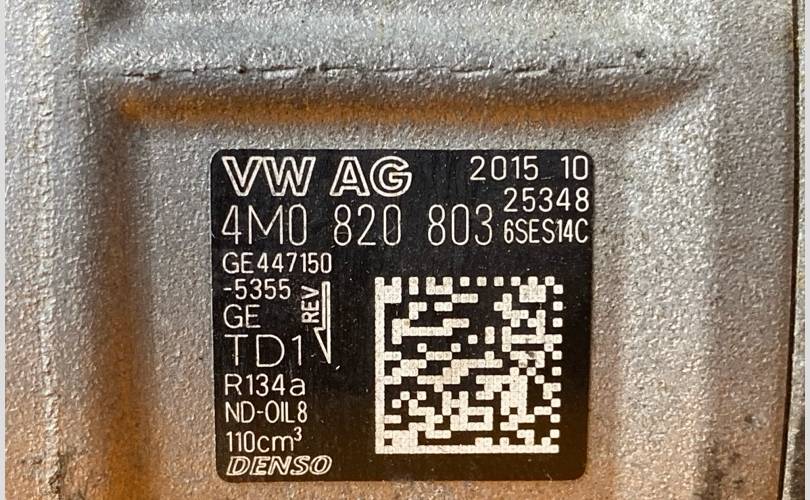 VW AG 2015 10
25348
4M0 820 803 6SES14C
GE447150
-5355
GE
REV
TD1
R134a
ND-OIL8
110cm³
DENSO